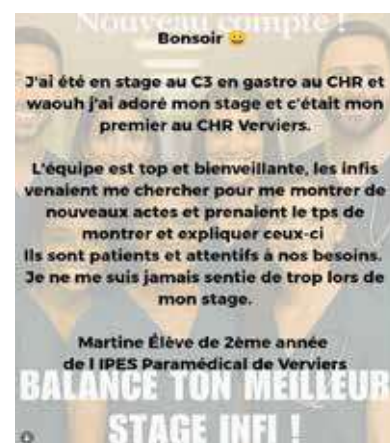 Nouveau compte !
Bonsoir 😀
J'ai été en stage au C3 en gastro au CHR et
waouh j'ai adoré mon stage et c'était mon
premier au CHR Verviers.
L'équipe est top et bienveillante, les infis
venaient me chercher pour me montrer de
nouveaux actes et prenaient le tps de
montrer et expliquer ceux-ci
Ils sont patients et attentifs à nos besoins.
Je ne me suis jamais sentie de trop lors de
mon stage.
Martine Élève de 2ème année
de l IPES Paramédical de Verviers
BALANCE TON MEILLEUR
STAGE INFI !